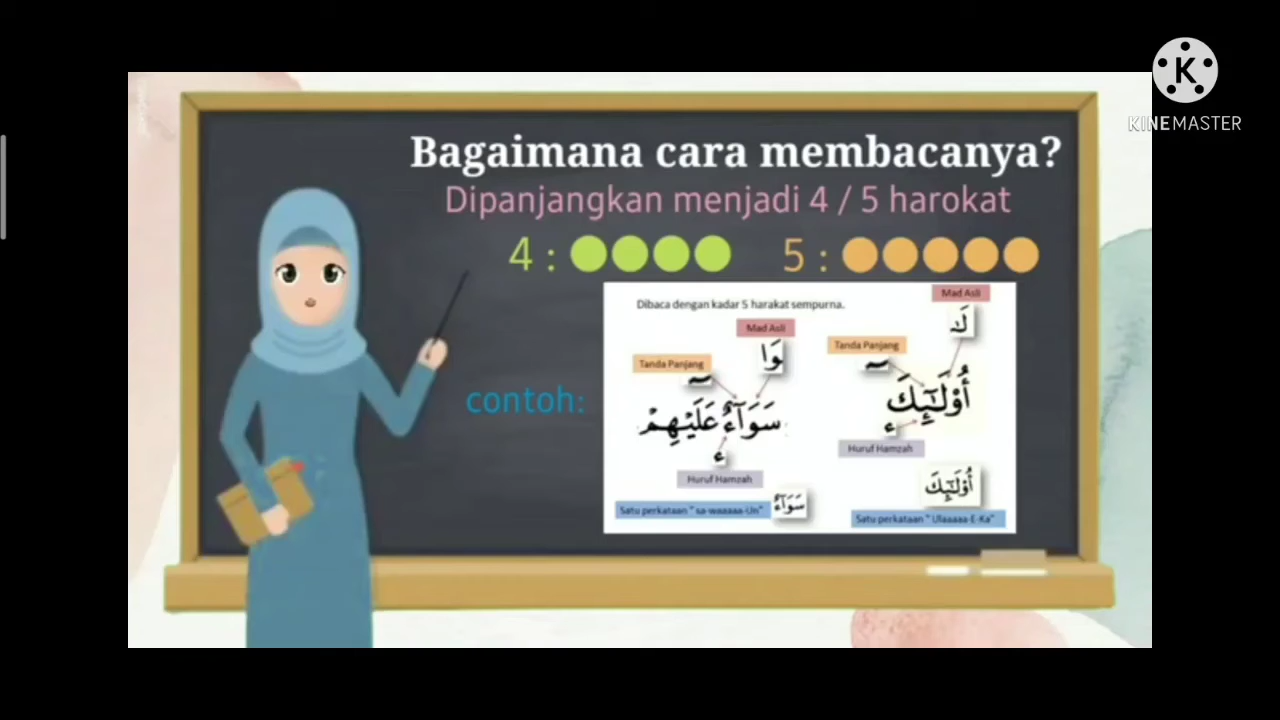 KINEMASTER
Bagaimana cara membacanya?
Dipanjangkan menjadi 4 / 5 harokat
4 :
5 :
contoh:
Dibaca dengan kadar 5 harakat sempurna.
Mad Asli
وَا
Tanda Panjang
سَوَآءٌ عَلَيْهِمْ
ء
Huruf Hamzah
Satu perkataan " sa-waaaaa-Un"
سَوَآءٌ
Mad Asli
لَ
Tanda Panjang
أُوْلَـٰٓئِكَ
ء
Huruf Hamzah
أُوْلَـٰٓئِكَ
Satu perkataan " Ulaaaaa-E-Ka"